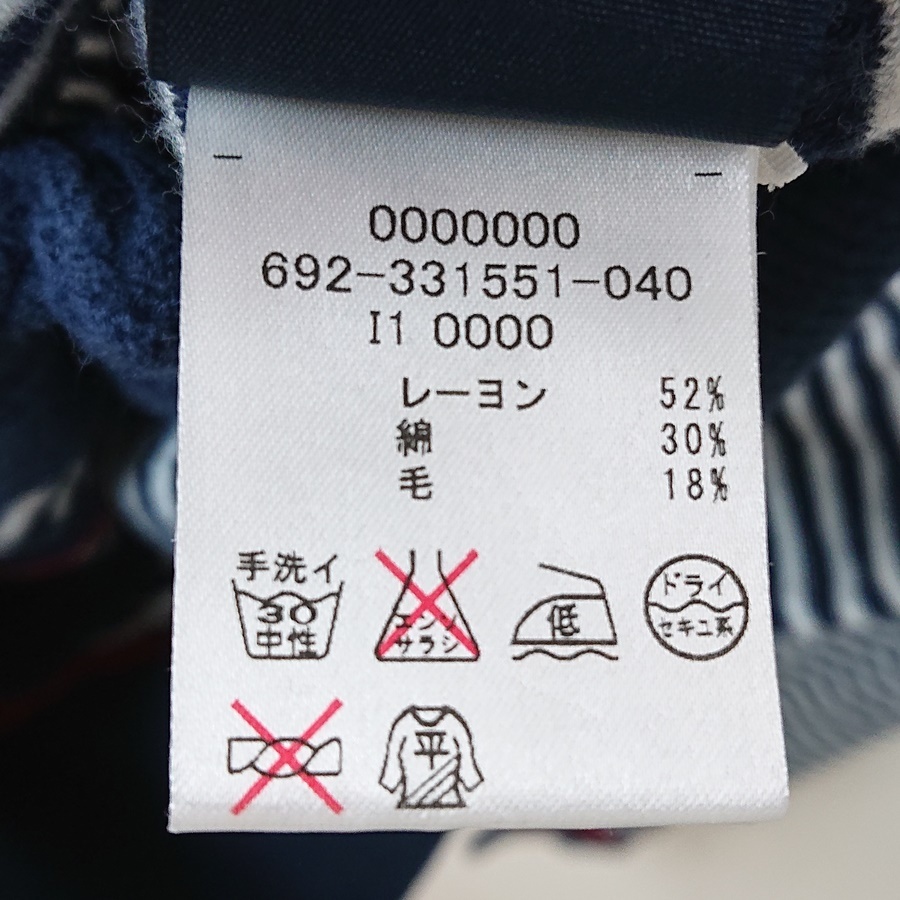 0000000
692-331551-040
I1 0000
レーヨン 52%
綿 30%
毛 18%
手洗イ
30
中性
エンソ
サラシ
低
ドライ
セキユ系
平